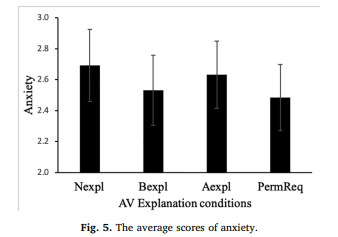 3.0
2.8
2.6
2.4
2.2
2.0
Anxiety
Nexpl Bexpl Aexpl PermReq
AV Explanation conditions
Fig. 5. The average scores of anxiety.